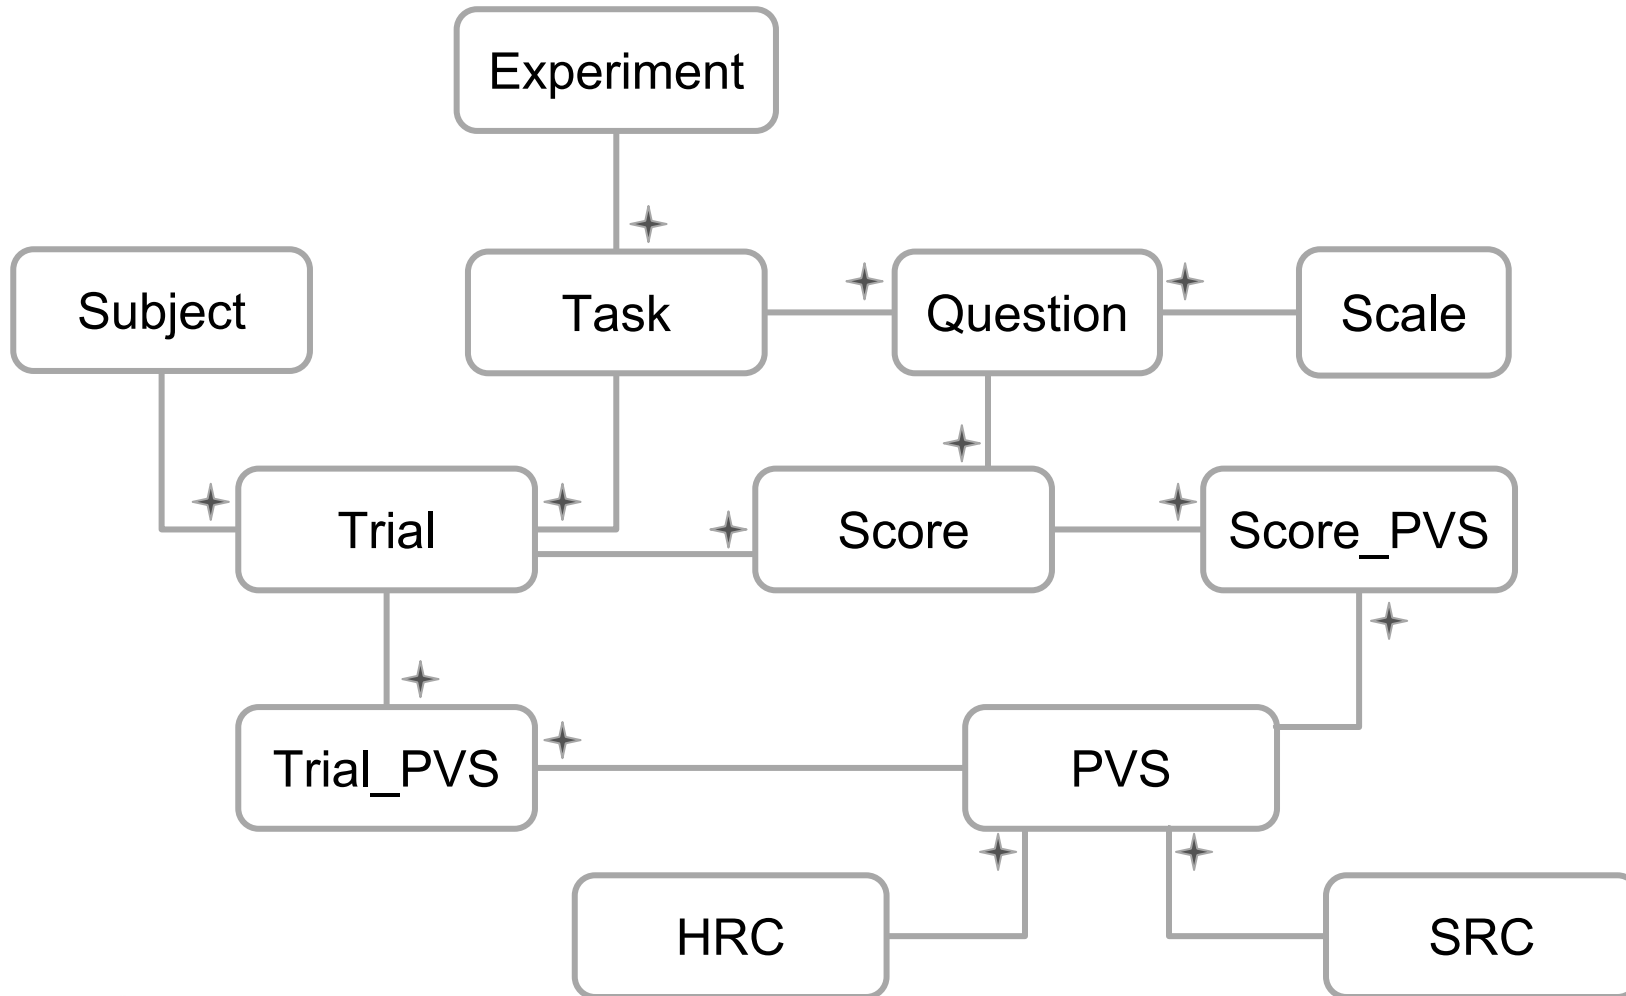 Experiment
Subject
Task
Question
Scale
Trial
Score
Score_PVS
Trial_PVS
PVS
HRC
SRC